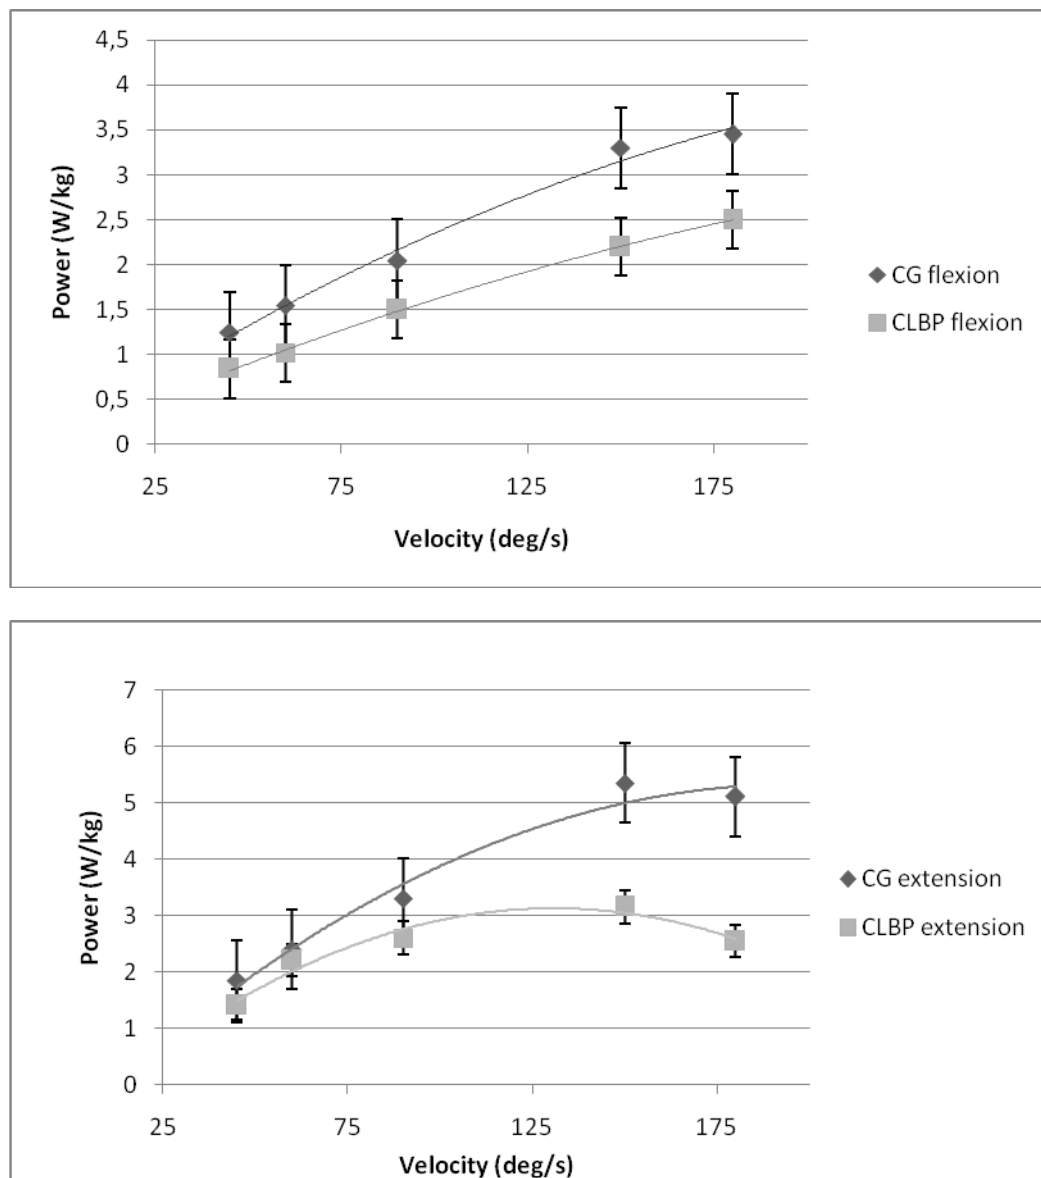 4,5
4
3,5
3
2,5
2
1,5
1
0,5
0
Power (W/kg)
25 75 125 175
Velocity (deg/s)
CG flexion
CLBP flexion
7
6
5
4
3
2
1
0
Power (W/kg)
25 75 125 175
Velocity (deg/s)
CG extension
CLBP extension